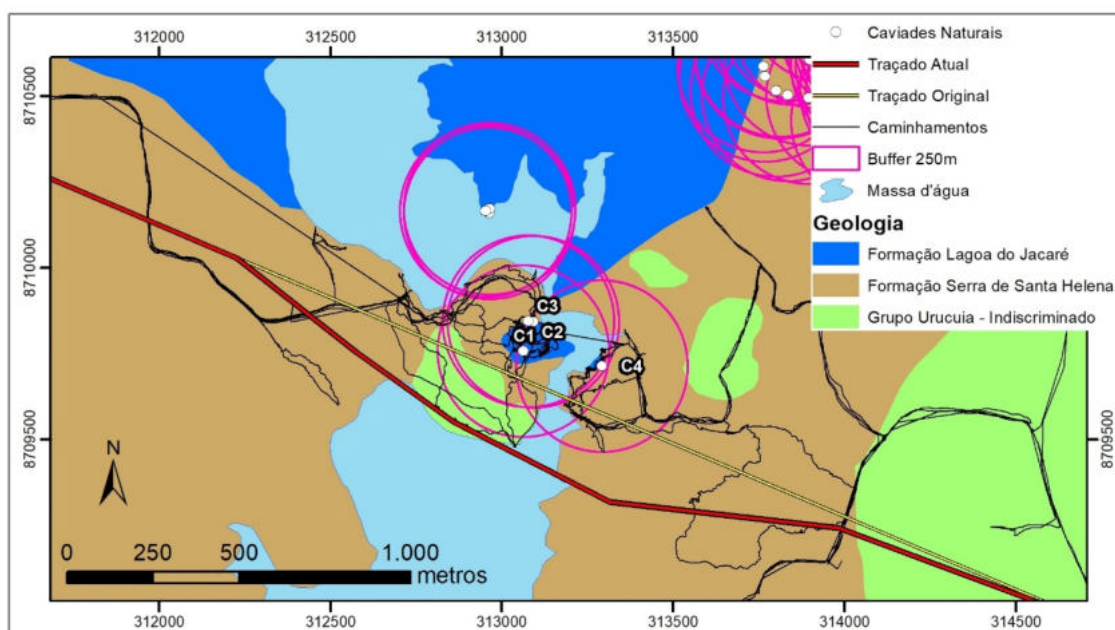 312000 312500 313000 313500
Caviades Naturais
Traçado Atual
Traçado Original
Caminhamentos
Buffer 250m
Massa d'água
Geologia
Formação Lagoa do Jacaré
Formação Serra de Santa Helena
Grupo Urucuia - Indiscriminado
8710500
8710000
8709500
8709500
C3
C1
C2
C4
N
0 250 500 1.000
metros
312000 312500 313000 313500 314000 314500